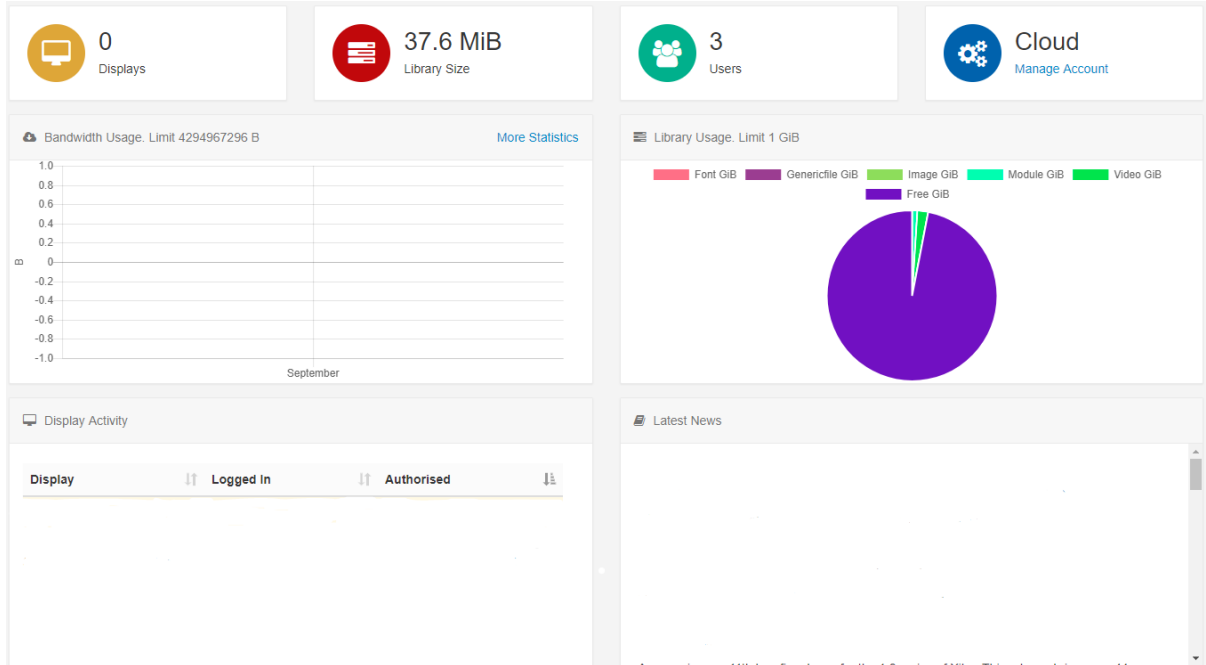 0
Displays
37.6 MiB
Library Size
3
Users
Cloud
Manage Account
Bandwidth Usage. Limit 4294967296 B
More Statistics
1.0
0.8
0.6
0.4
0.2
0
-0.2
-0.4
-0.6
-0.8
-1.0
B
September
Library Usage. Limit 1 GiB
Font GiB Genericfile GiB Image GiB Module GiB Video GiB
Free GiB
Display Activity
Display Logged In Authorised
Latest News